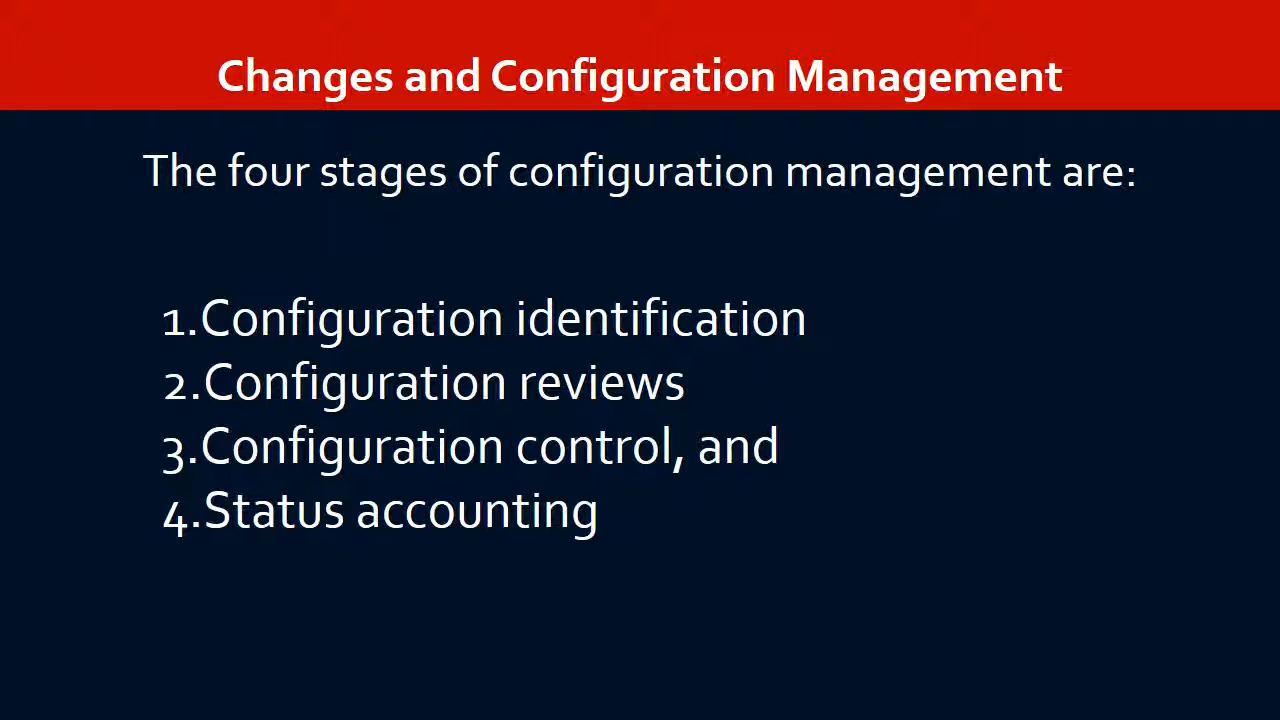 Changes and Configuration Management
The four stages of configuration management are:
1.Configuration identification
2.Configuration reviews
3.Configuration control, and
4.Status accounting